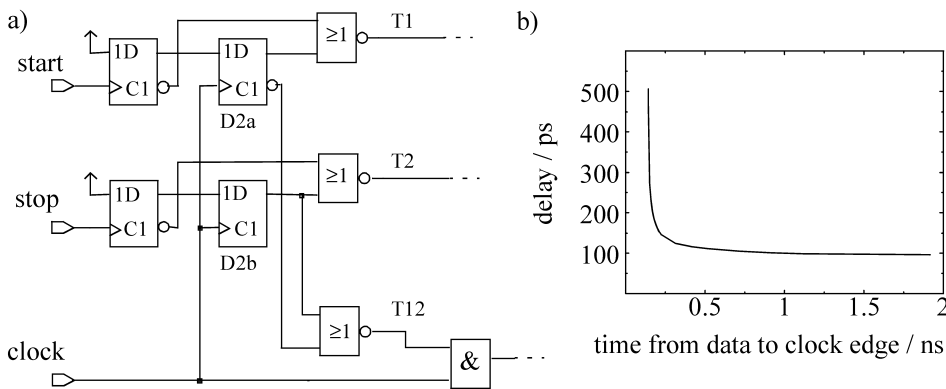 a)
start
1D
C1
1D
C1
D2a
≥1
T1
stop
1D
C1
1D
C1
D2b
≥1
T2
≥1
T12
clock
&
b)
delay / ps
500
400
300
200
100
0.5
1
1.5
2
time from data to clock edge / ns